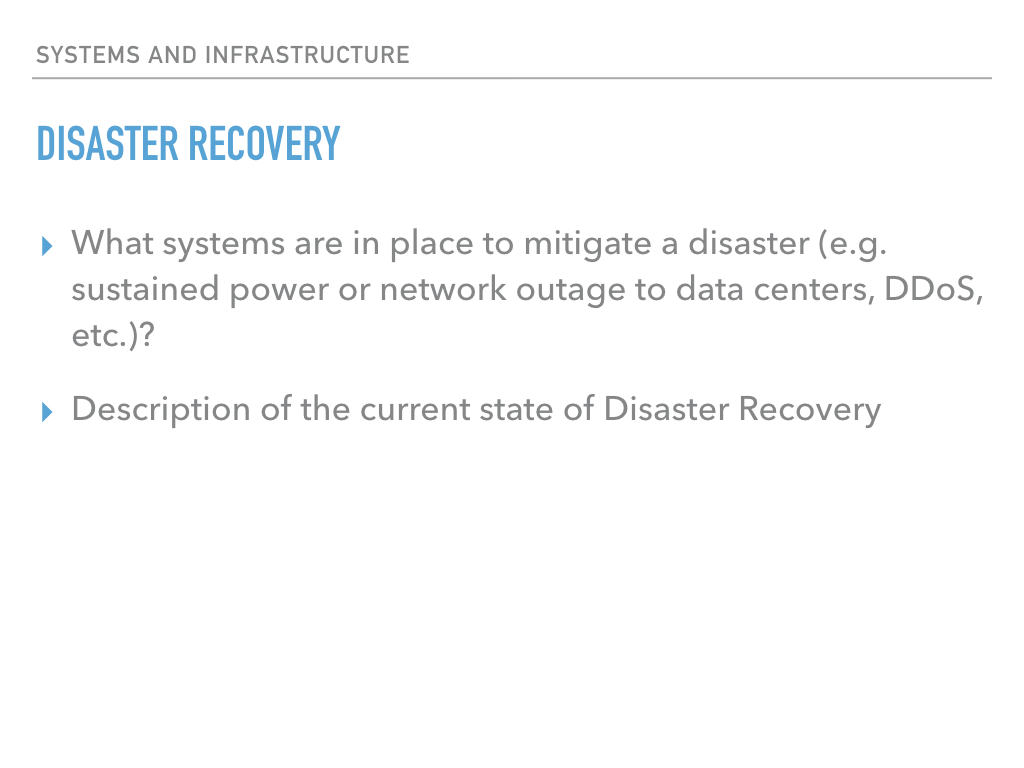 SYSTEMS AND INFRASTRUCTURE
DISASTER RECOVERY
What systems are in place to mitigate a disaster (e.g.
sustained power or network outage to data centers, DDoS,
etc.)?
Description of the current state of Disaster Recovery